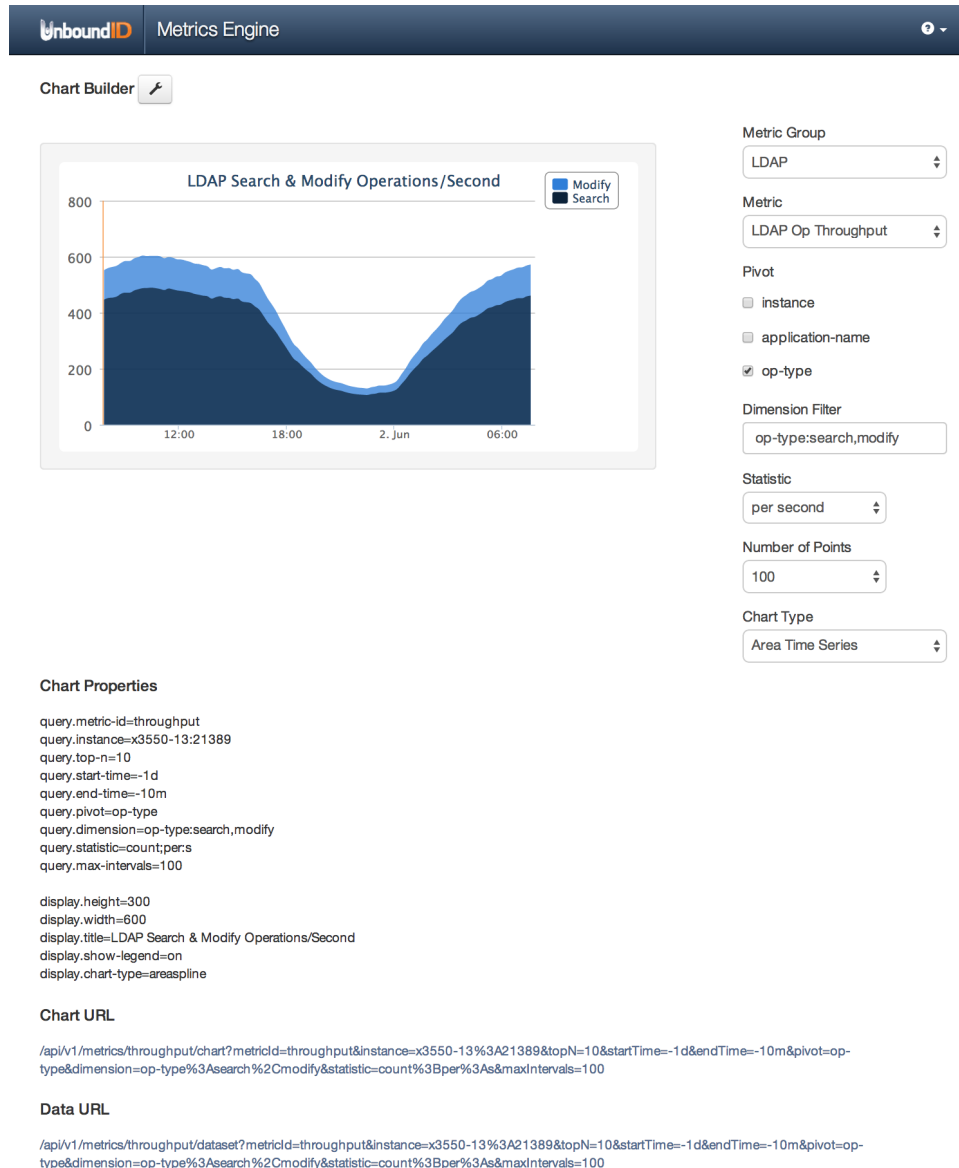 UnboundID Metrics Engine
Chart Builder
LDAP Search & Modify Operations/Second
Modify
Search
800
600
400
200
0
12:00 18:00 2. Jun 06:00
Metric Group
LDAP
Metric
LDAP Op Throughput
Pivot
instance
application-name
op-type
Dimension Filter
op-type:search,modify
Statistic
per second
Number of Points
100
Chart Type
Area Time Series
Chart Properties
query.metric-id=throughput
query.instance=x3550-13:21389
query.top-n=10
query.start-time=-1d
query.end-time=-10m
query.pivot=op-type
query.dimension=op-type:search,modify
query.statistic=count;per:s
query.max-intervals=100
display.height=300
display.width=600
display.title=LDAP Search & Modify Operations/Second
display.show-legend=on
display.chart-type=areaspline
Chart URL
/api/v1/metrics/throughput/chart?metricId=throughput&instance=x3550-13%3A21389&topN=10&startTime=-1d&endTime=-10m&pivot=op-
type&dimension=op-type%3Asearch%2Cmodify&statistic=count%3Bper%3As&maxIntervals=100
Data URL
/api/v1/metrics/throughput/dataset?metricId=throughput&instance=x3550-13%3A21389&topN=10&startTime=-1d&endTime=-10m&pivot=op-
type&dimension=op-type%3Asearch%2Cmodify&statistic=count%3Bper%3As&maxIntervals=100